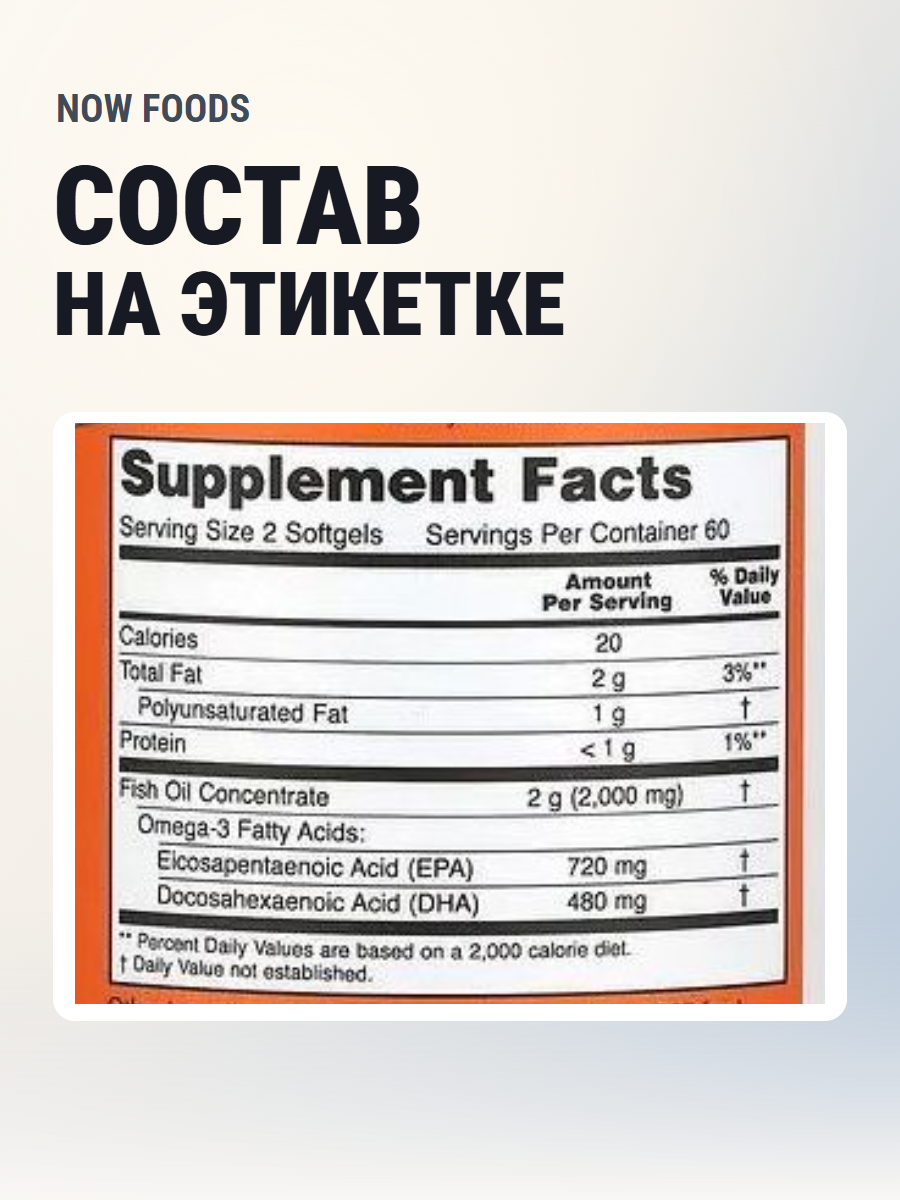 NOW FOODS
СОСТАВ
НА ЭТИКЕТКЕ
Supplement Facts
Serving Size 2 Softgels Servings Per Container 60
Amount Per Serving
% Daily Value
Calories 20
Total Fat 2 g 3%**
Polyunsaturated Fat 1 g †
Protein < 1 g 1%**
Fish Oil Concentrate 2 g (2,000 mg) †
Omega-3 Fatty Acids:
Eicosapentaenoic Acid (EPA) 720 mg †
Docosahexaenoic Acid (DHA) 480 mg †
** Percent Daily Values are based on a 2,000 calorie diet.
† Daily Value not established.